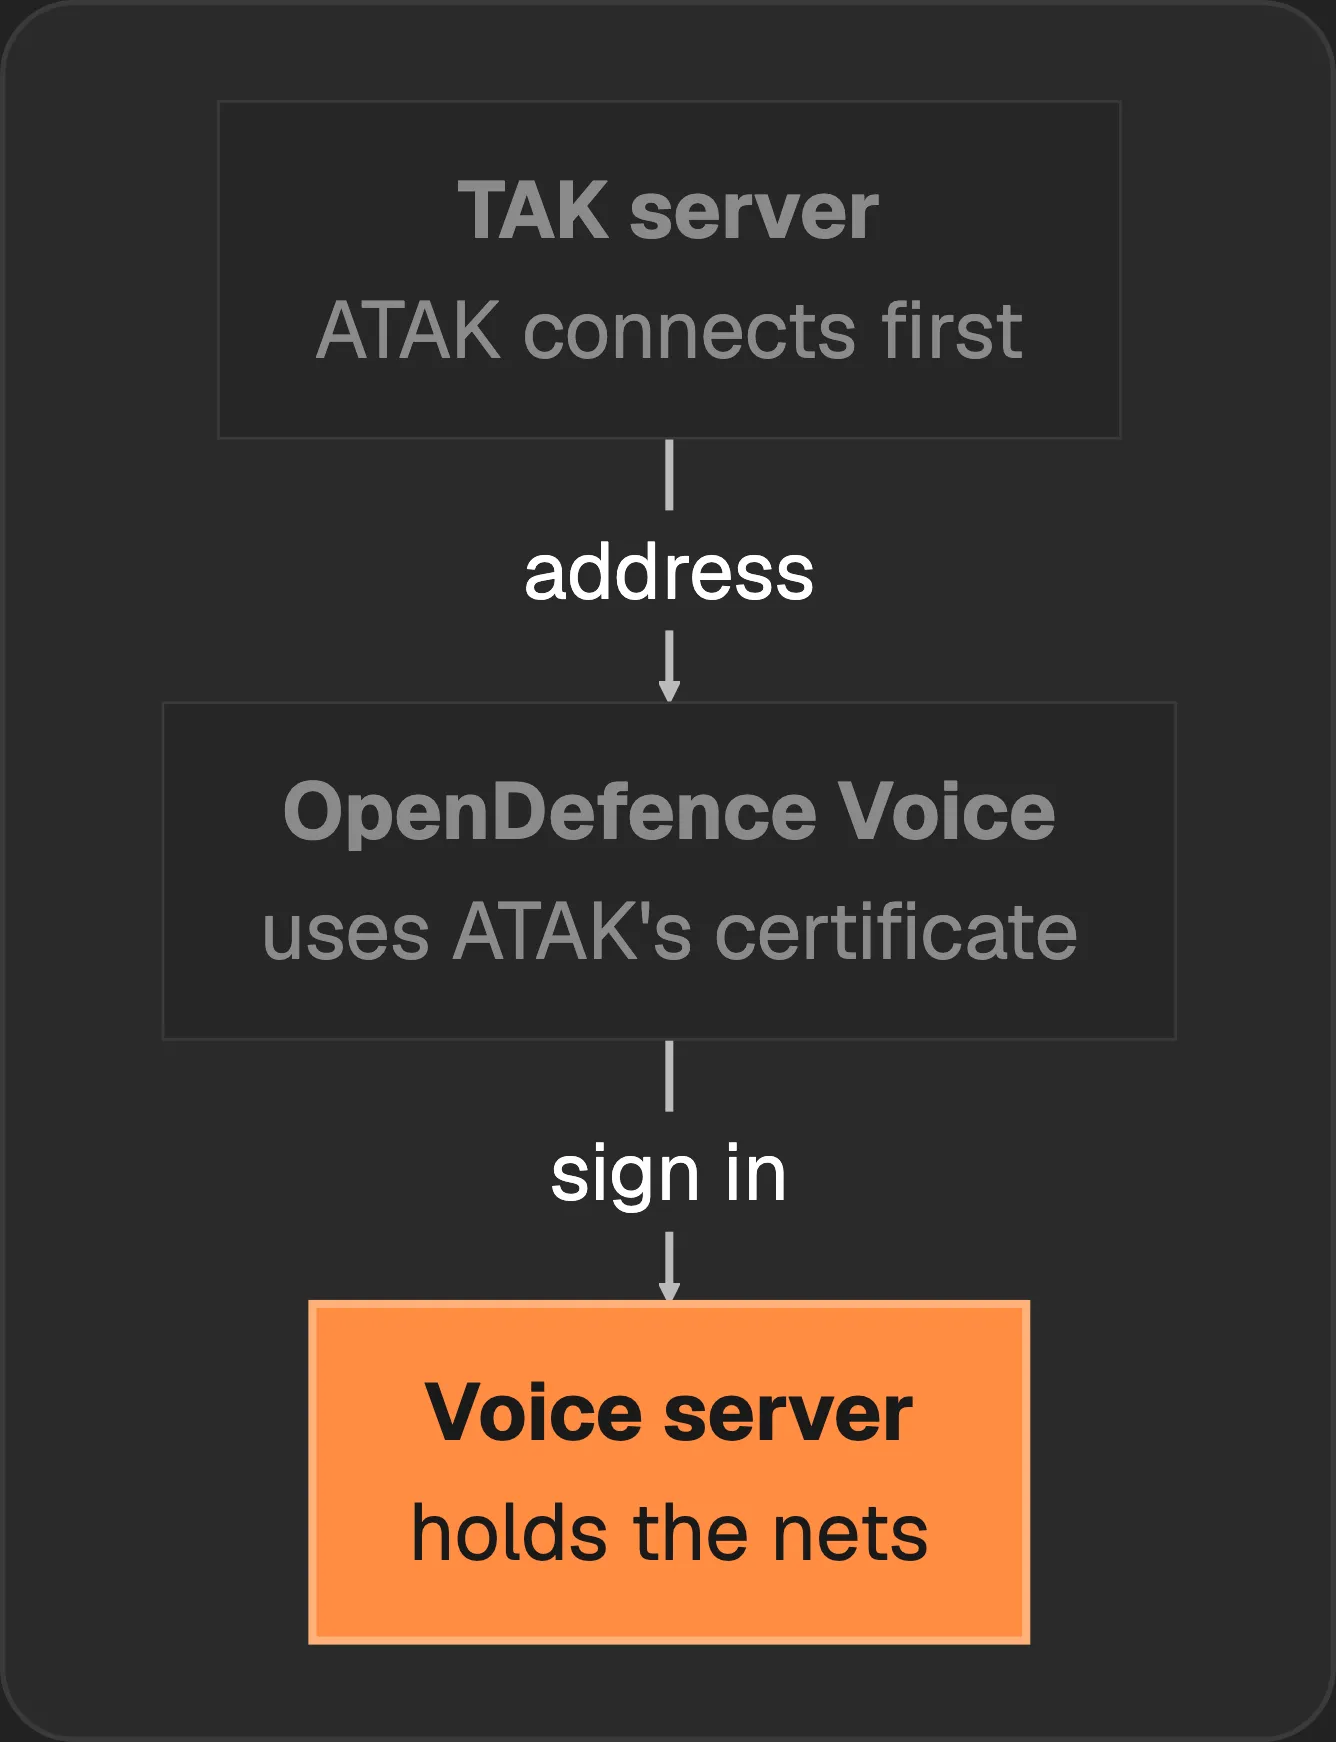 TAK server
ATAK connects first
address
OpenDefence Voice
uses ATAK's certificate
sign in
Voice server
holds the nets